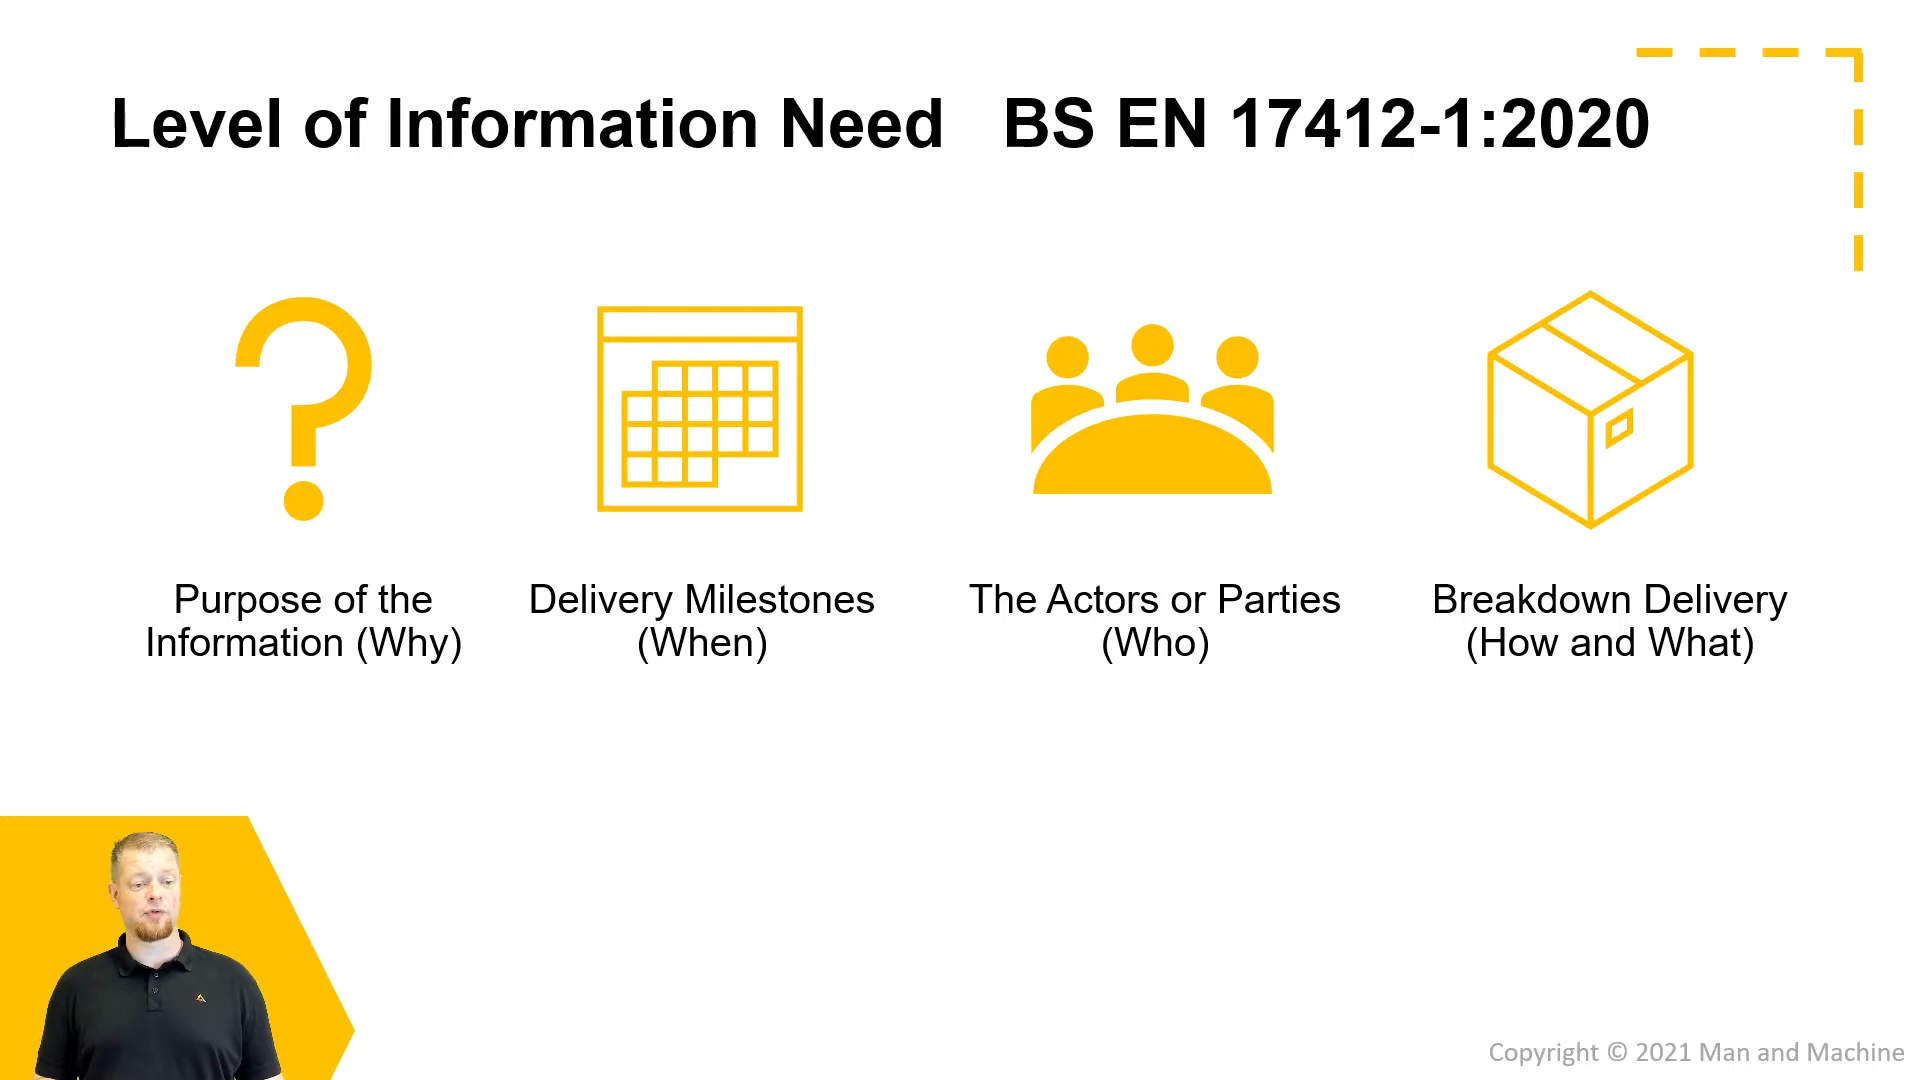 Level of Information Need BS EN 17412-1:2020
Purpose of the
Information (Why)
Delivery Milestones
(When)
The Actors or Parties
(Who)
Breakdown Delivery
(How and What)
Copyright © 2021 Man and Machine